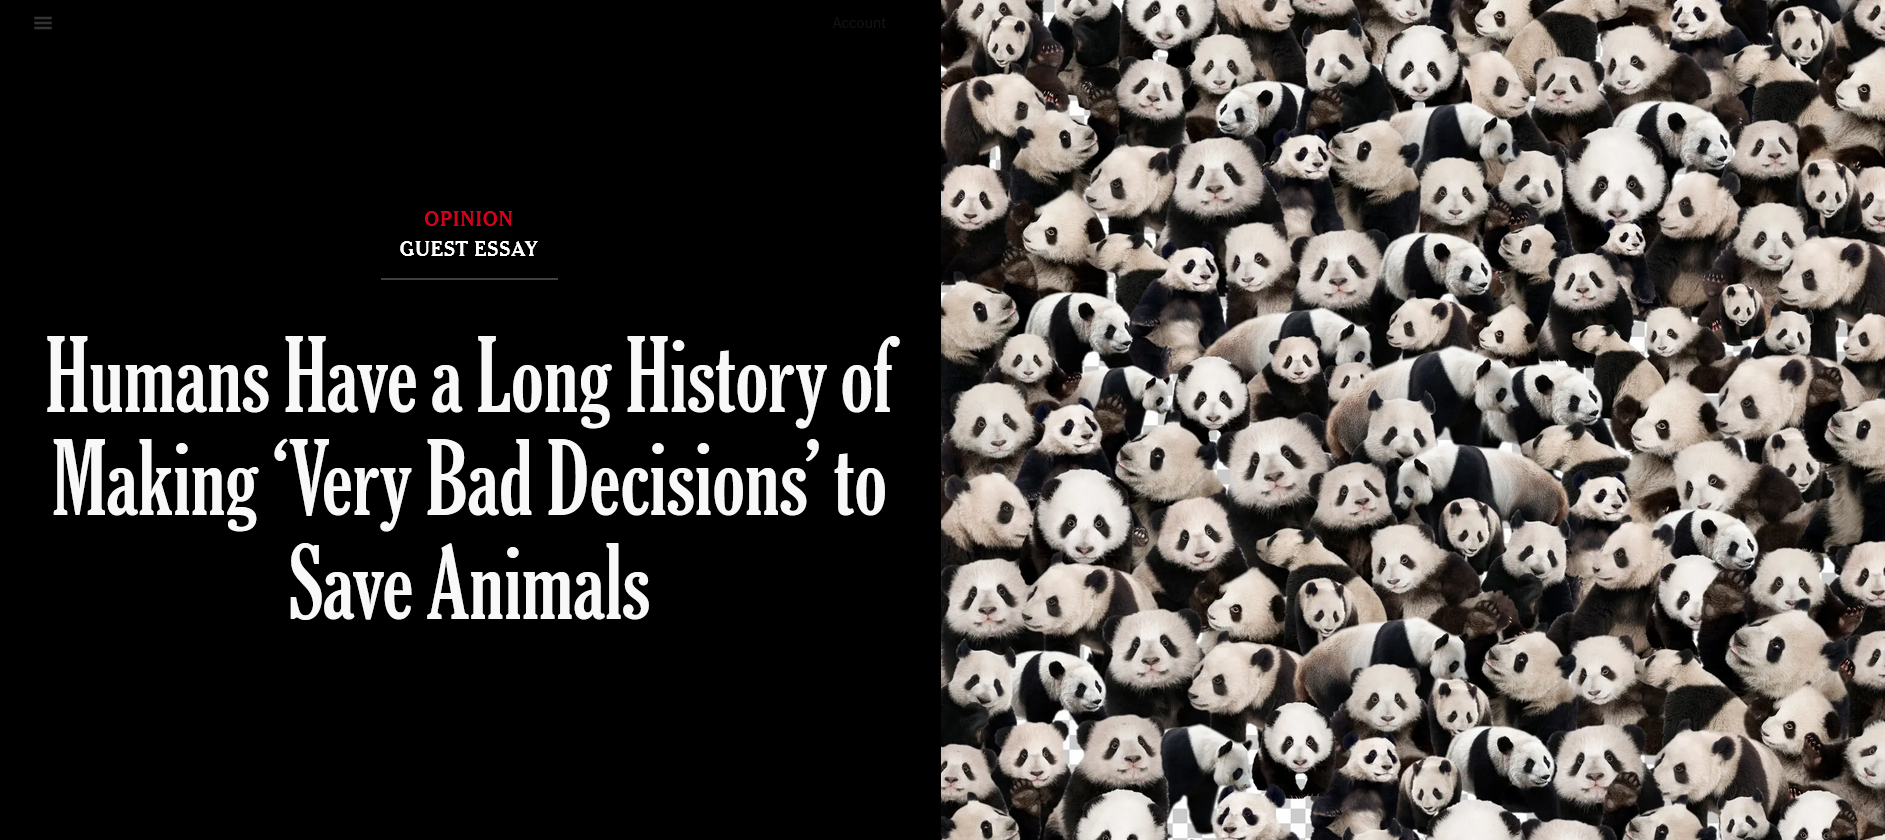 Account
OPINION
GUEST ESSAY
Humans Have a Long History of
Making ‘Very Bad Decisions’ to
Save Animals